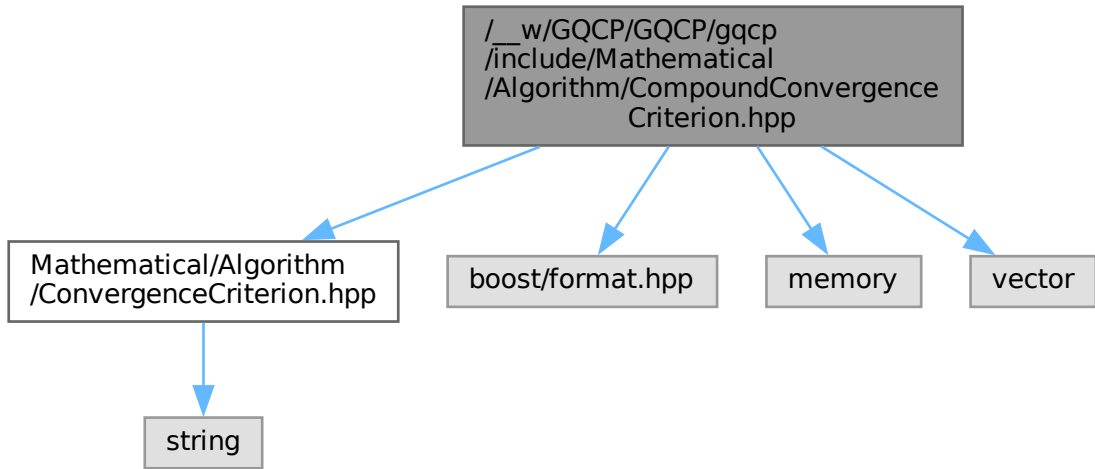 /__w/GQCP/GQCP/gqcp
/include/Mathematical
/Algorithm/CompoundConvergence
Criterion.hpp
Mathematical/Algorithm
/ConvergenceCriterion.hpp
boost/format.hpp
memory
vector
string